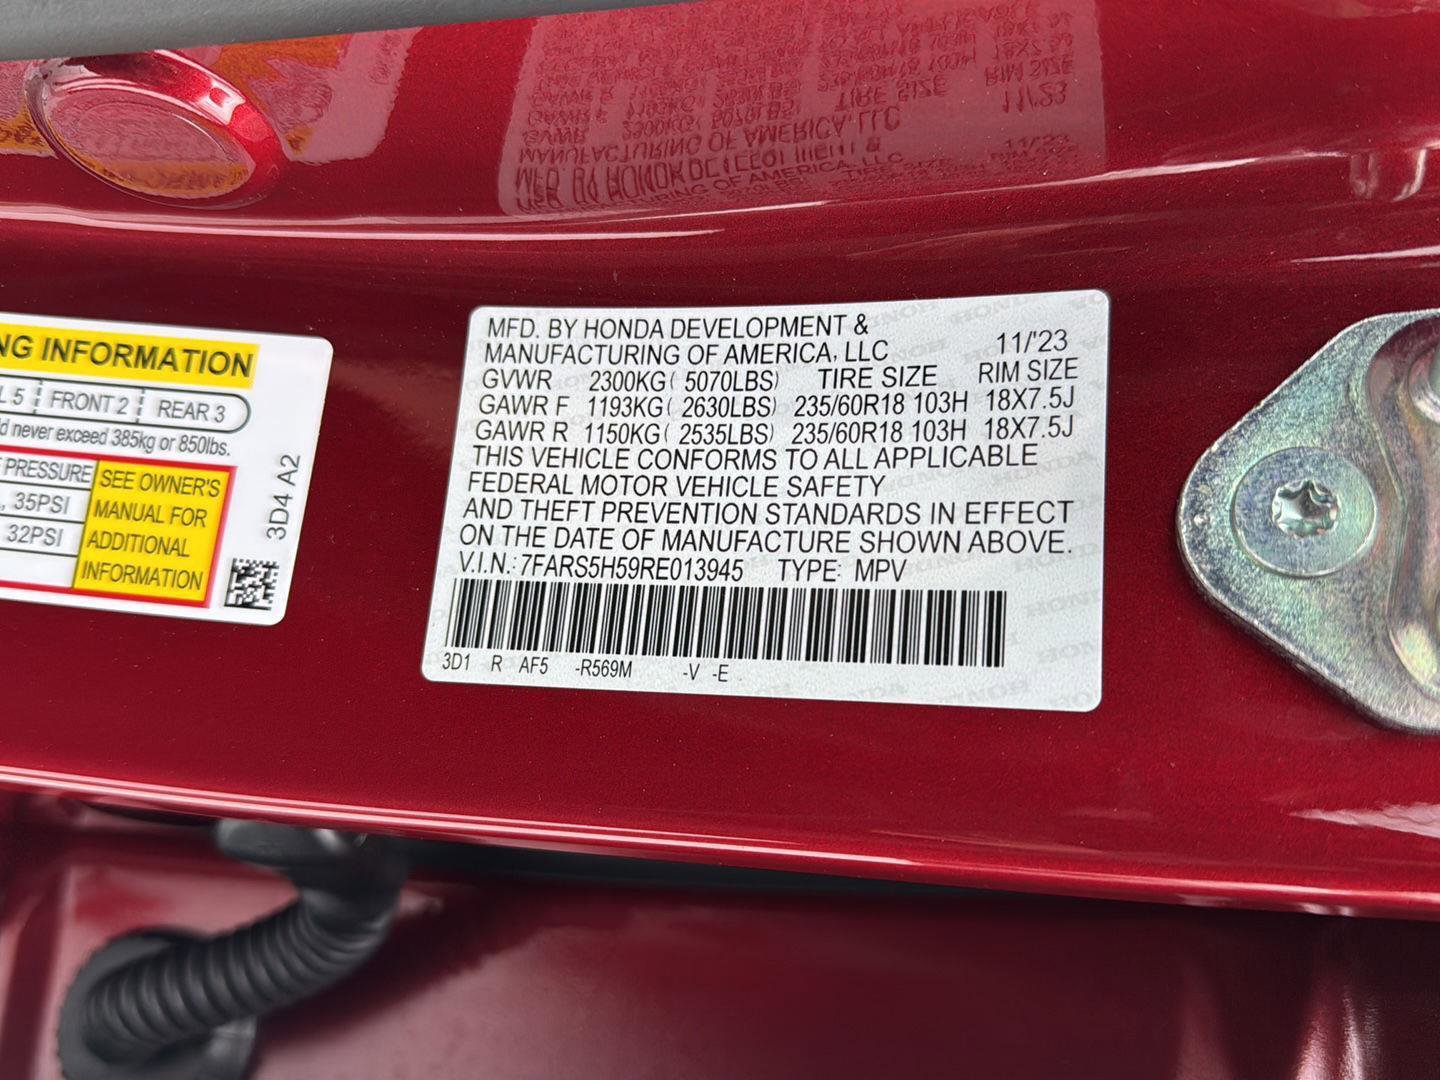 NG INFORMATION
L 5 FRONT 2 REAR 3
d never exceed 385kg or 850lbs.
PRESSURE
35PSI
32PSI
SEE OWNER'S
MANUAL FOR
ADDITIONAL
INFORMATION
3D4 A2
MFD. BY HONDA DEVELOPMENT &
MANUFACTURING OF AMERICA, LLC 11/'23
GVWR 2300KG( 5070LBS) TIRE SIZE RIM SIZE
GAWR F 1193KG( 2630LBS) 235/60R18 103H 18X7.5J
GAWR R 1150KG( 2535LBS) 235/60R18 103H 18X7.5J
THIS VEHICLE CONFORMS TO ALL APPLICABLE
FEDERAL MOTOR VEHICLE SAFETY
AND THEFT PREVENTION STANDARDS IN EFFECT
ON THE DATE OF MANUFACTURE SHOWN ABOVE.
V.I.N.: 7FARS5H59RE013945 TYPE: MPV
3D1 R AF5 -R569M -V -E